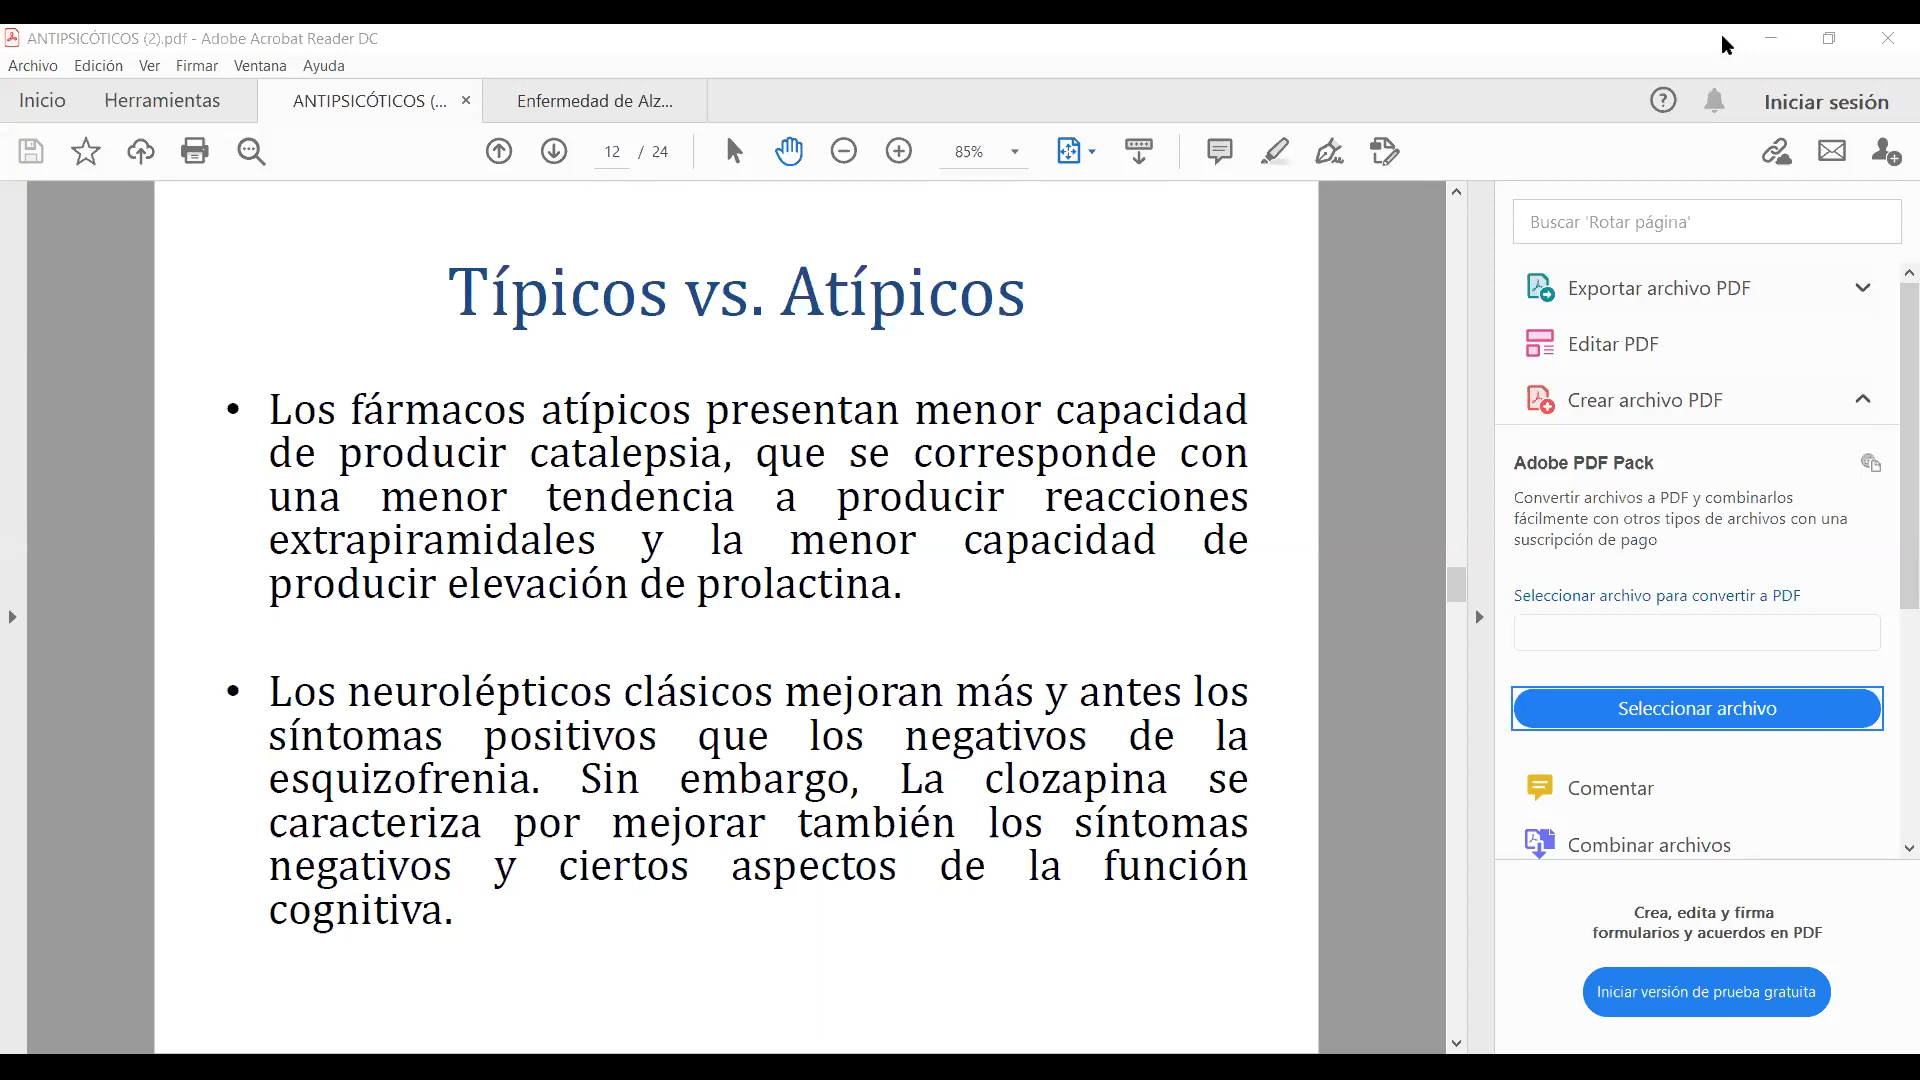 ANTIPSICÓTICOS (2).pdf - Adobe Acrobat Reader DC
Archivo Edición Ver Firmar Ventana Ayuda
Inicio Herramientas ANTIPSICÓTICOS (... × Enfermedad de Alz... Iniciar sesión
12 / 24 85%
Típicos vs. Atípicos
• Los fármacos atípicos presentan menor capacidad
de producir catalepsia, que se corresponde con
una menor tendencia a producir reacciones
extrapiramidales y la menor capacidad de
producir elevación de prolactina.
• Los neurolépticos clásicos mejoran más y antes los
síntomas positivos que los negativos de la
esquizofrenia. Sin embargo, La clozapina se
caracteriza por mejorar también los síntomas
negativos y ciertos aspectos de la función
cognitiva.
Buscar 'Rotar página'
Exportar archivo PDF
Editar PDF
Crear archivo PDF
Adobe PDF Pack
Convertir archivos a PDF y combinarlos
fácilmente con otros tipos de archivos con una
suscripción de pago
Seleccionar archivo para convertir a PDF
Seleccionar archivo
Comentar
Combinar archivos
Crea, edita y firma
formularios y acuerdos en PDF
Iniciar versión de prueba gratuita